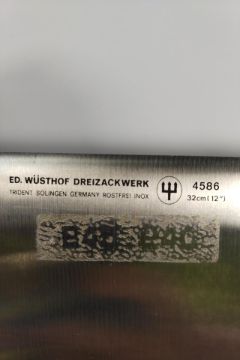 ED. WÜSTHOF DREIZACKWERK
TRIDENT SOLINGEN GERMANY ROSTFREI INOX
4586
32cm(12")